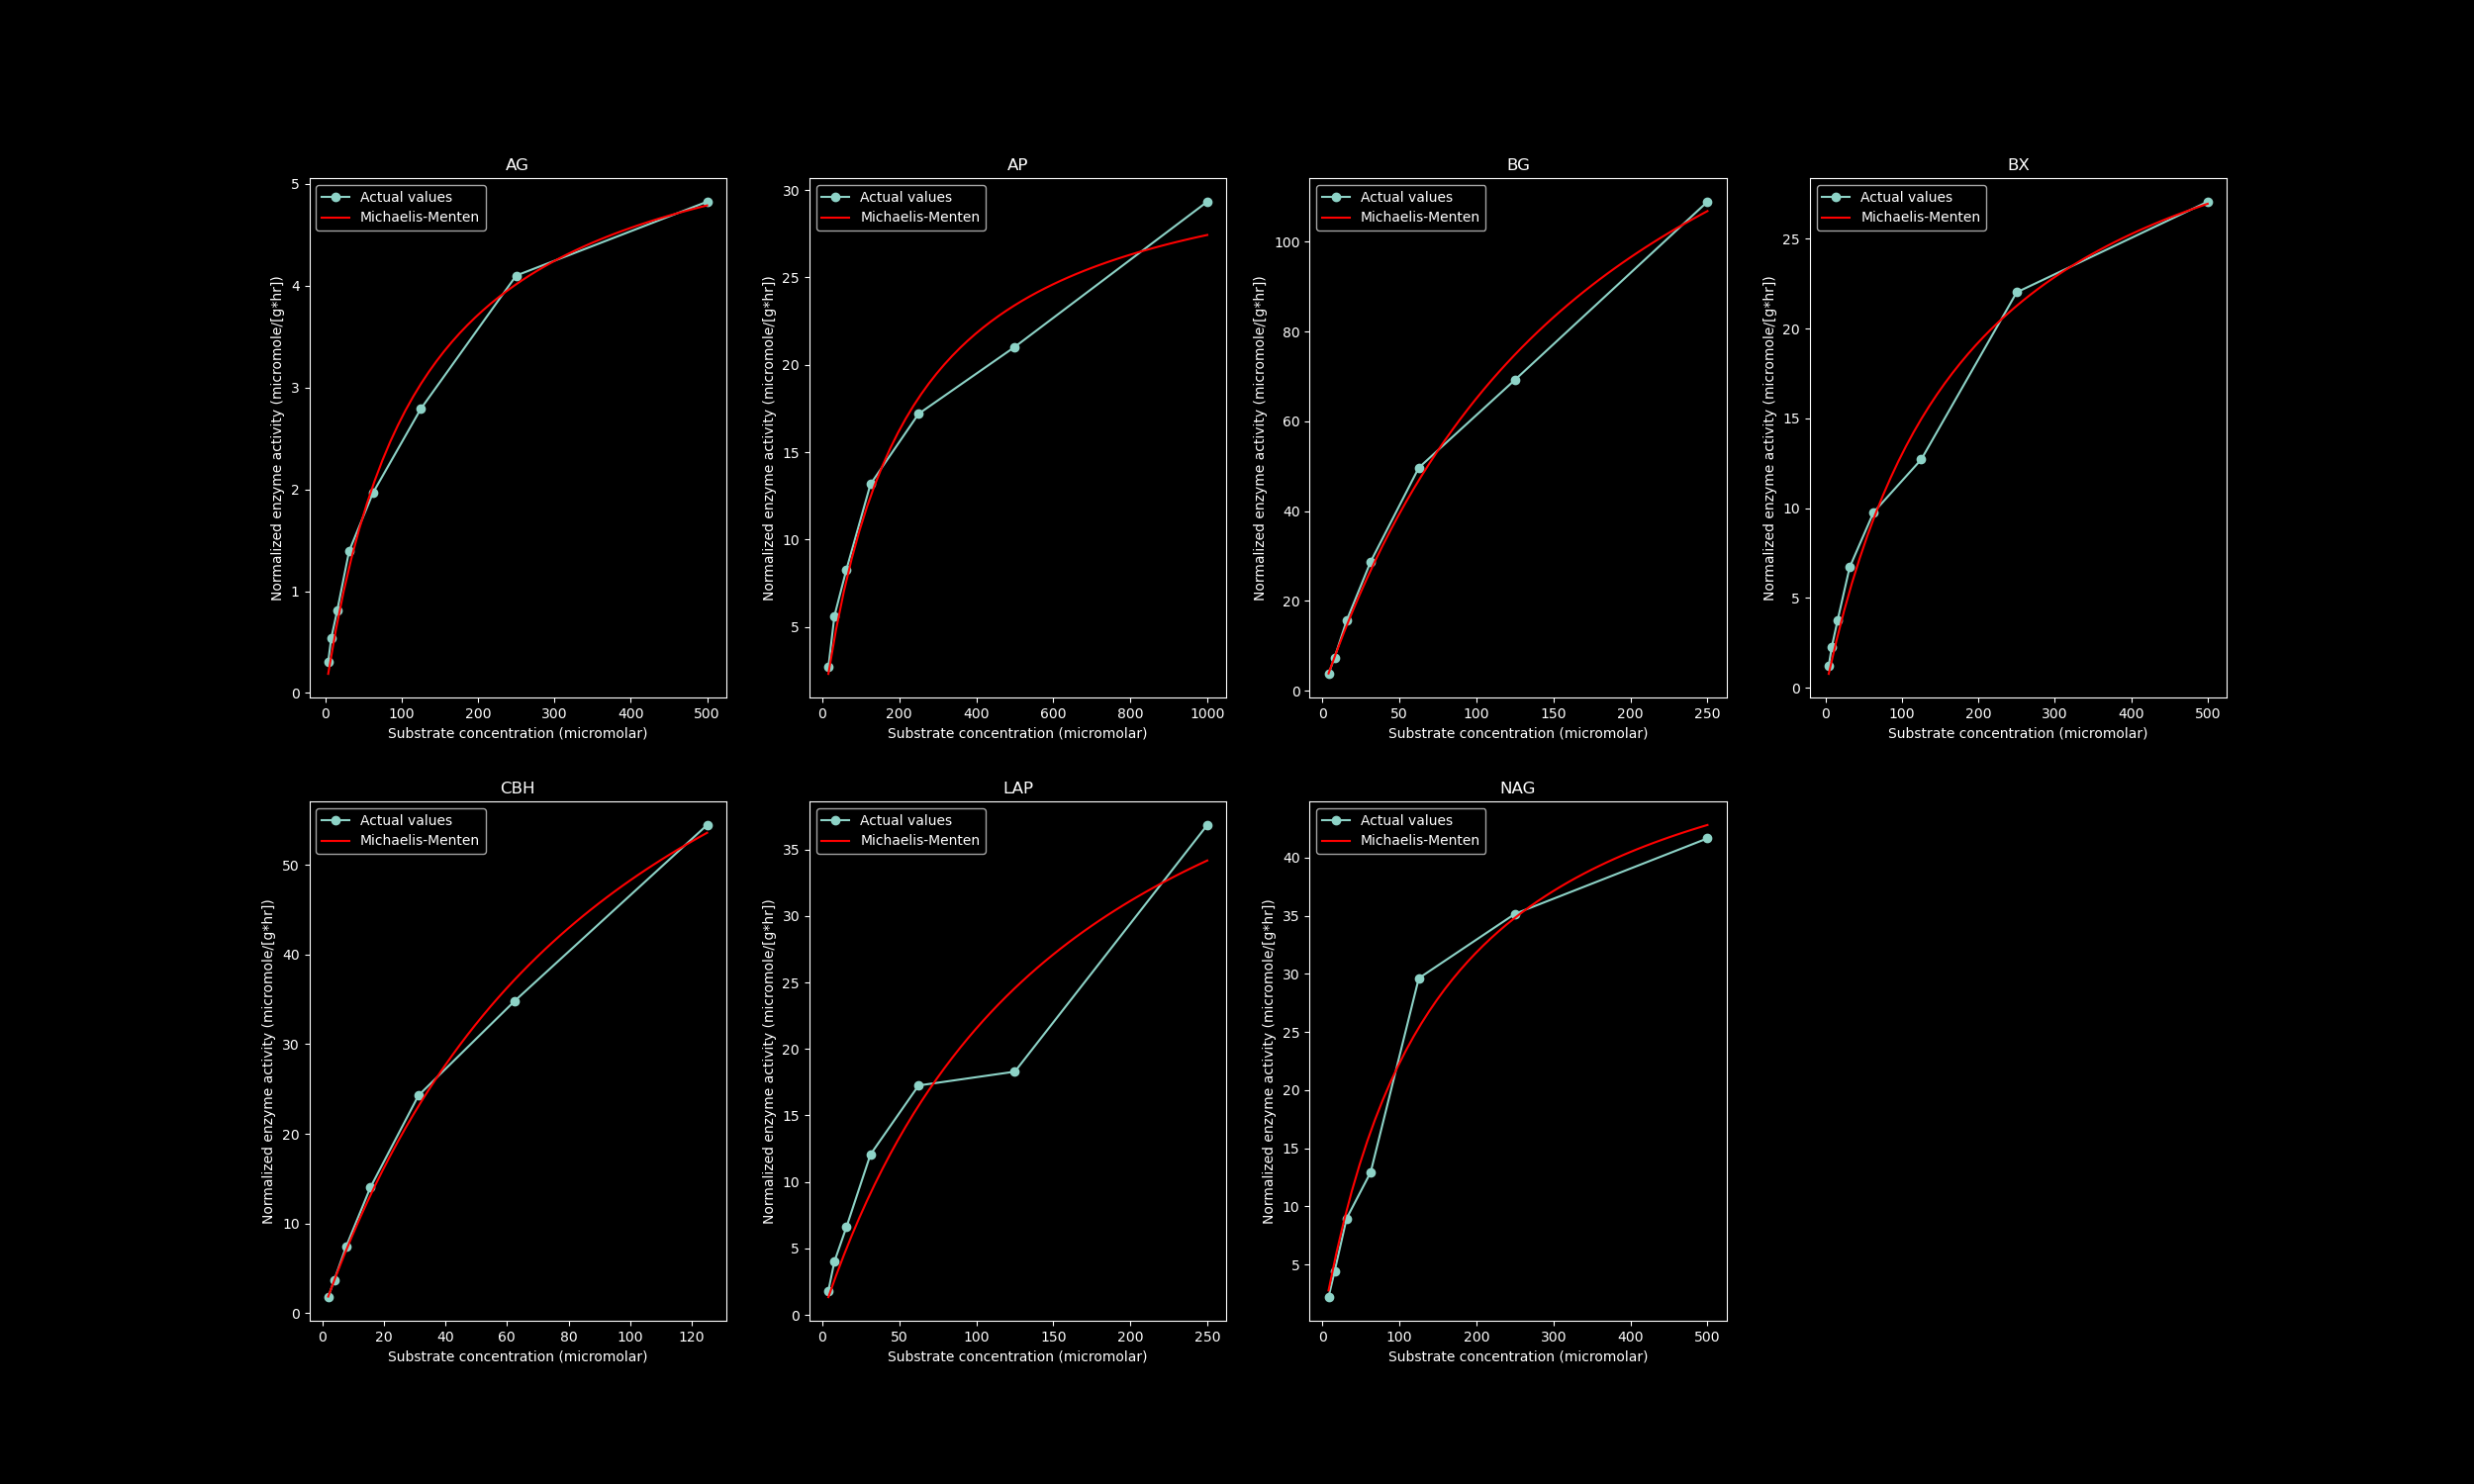 AG
Actual values
Michaelis-Menten
5
4
3
2
1
0
Normalized enzyme activity (micromole/[g*hr])
0 100 200 300 400 500
Substrate concentration (micromolar)
AP
Actual values
Michaelis-Menten
30
25
20
15
10
5
Normalized enzyme activity (micromole/[g*hr])
0 200 400 600 800 1000
Substrate concentration (micromolar)
BG
Actual values
Michaelis-Menten
100
80
60
40
20
0
Normalized enzyme activity (micromole/[g*hr])
0 50 100 150 200 250
Substrate concentration (micromolar)
BX
Actual values
Michaelis-Menten
25
20
15
10
5
0
Normalized enzyme activity (micromole/[g*hr])
0 100 200 300 400 500
Substrate concentration (micromolar)
CBH
Actual values
Michaelis-Menten
50
40
30
20
10
0
Normalized enzyme activity (micromole/[g*hr])
0 20 40 60 80 100 120
Substrate concentration (micromolar)
LAP
Actual values
Michaelis-Menten
35
30
25
20
15
10
5
0
Normalized enzyme activity (micromole/[g*hr])
0 50 100 150 200 250
Substrate concentration (micromolar)
NAG
Actual values
Michaelis-Menten
40
35
30
25
20
15
10
5
Normalized enzyme activity (micromole/[g*hr])
0 100 200 300 400 500
Substrate concentration (micromolar)